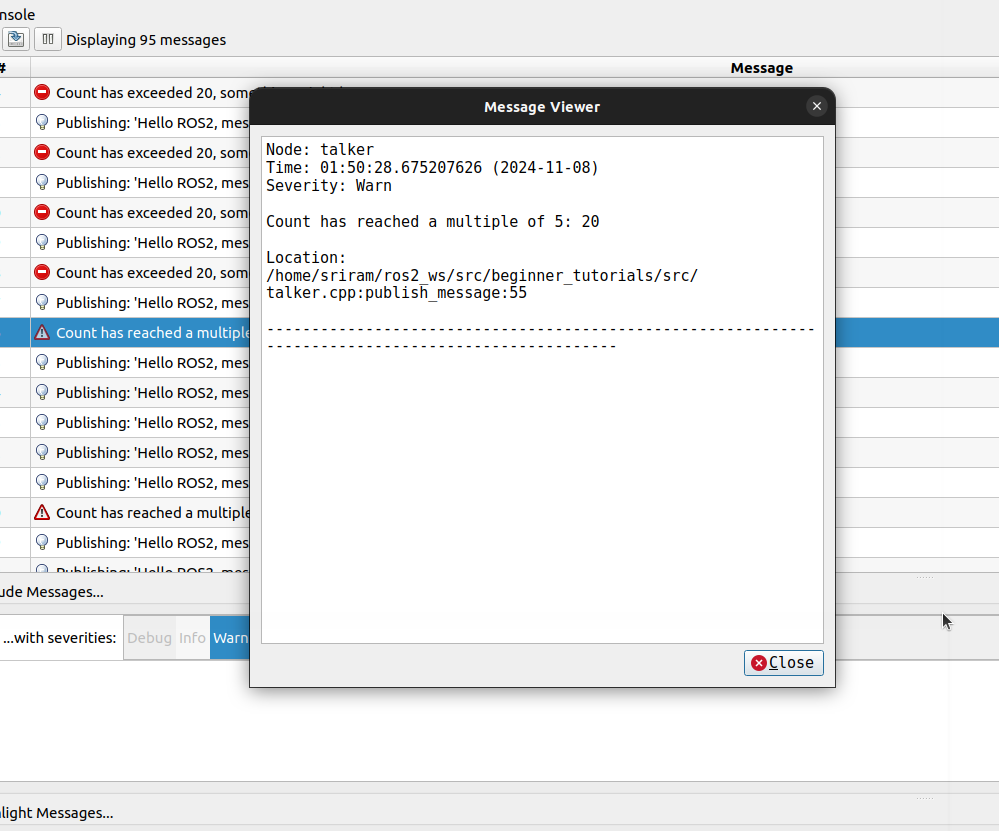 nsole
Displaying 95 messages
#
Message
Count has exceeded 20,
Publishing: 'Hello ROS2, mes
Count has exceeded 20, som
Publishing: 'Hello ROS2, mes
Count has exceeded 20, som
Publishing: 'Hello ROS2, mes
Count has exceeded 20, som
Publishing: 'Hello ROS2, mes
Count has reached a multiple
Publishing: 'Hello ROS2, mes
Publishing: 'Hello ROS2, mes
Publishing: 'Hello ROS2, mes
Publishing: 'Hello ROS2, mes
Publishing: 'Hello ROS2, mes
Count has reached a multiple
Publishing: 'Hello ROS2, mes
Publishing: 'Hello ROS2, mes
Message Viewer
Node: talker
Time: 01:50:28.675207626 (2024-11-08)
Severity: Warn
Count has reached a multiple of 5: 20
Location:
/home/sriram/ros2_ws/src/beginner_tutorials/src/
talker.cpp:publish_message:55
-------------------------------------------------------------
---------------------------------------
Close
ude Messages...
...with severities: Debug Info Warn
light Messages...